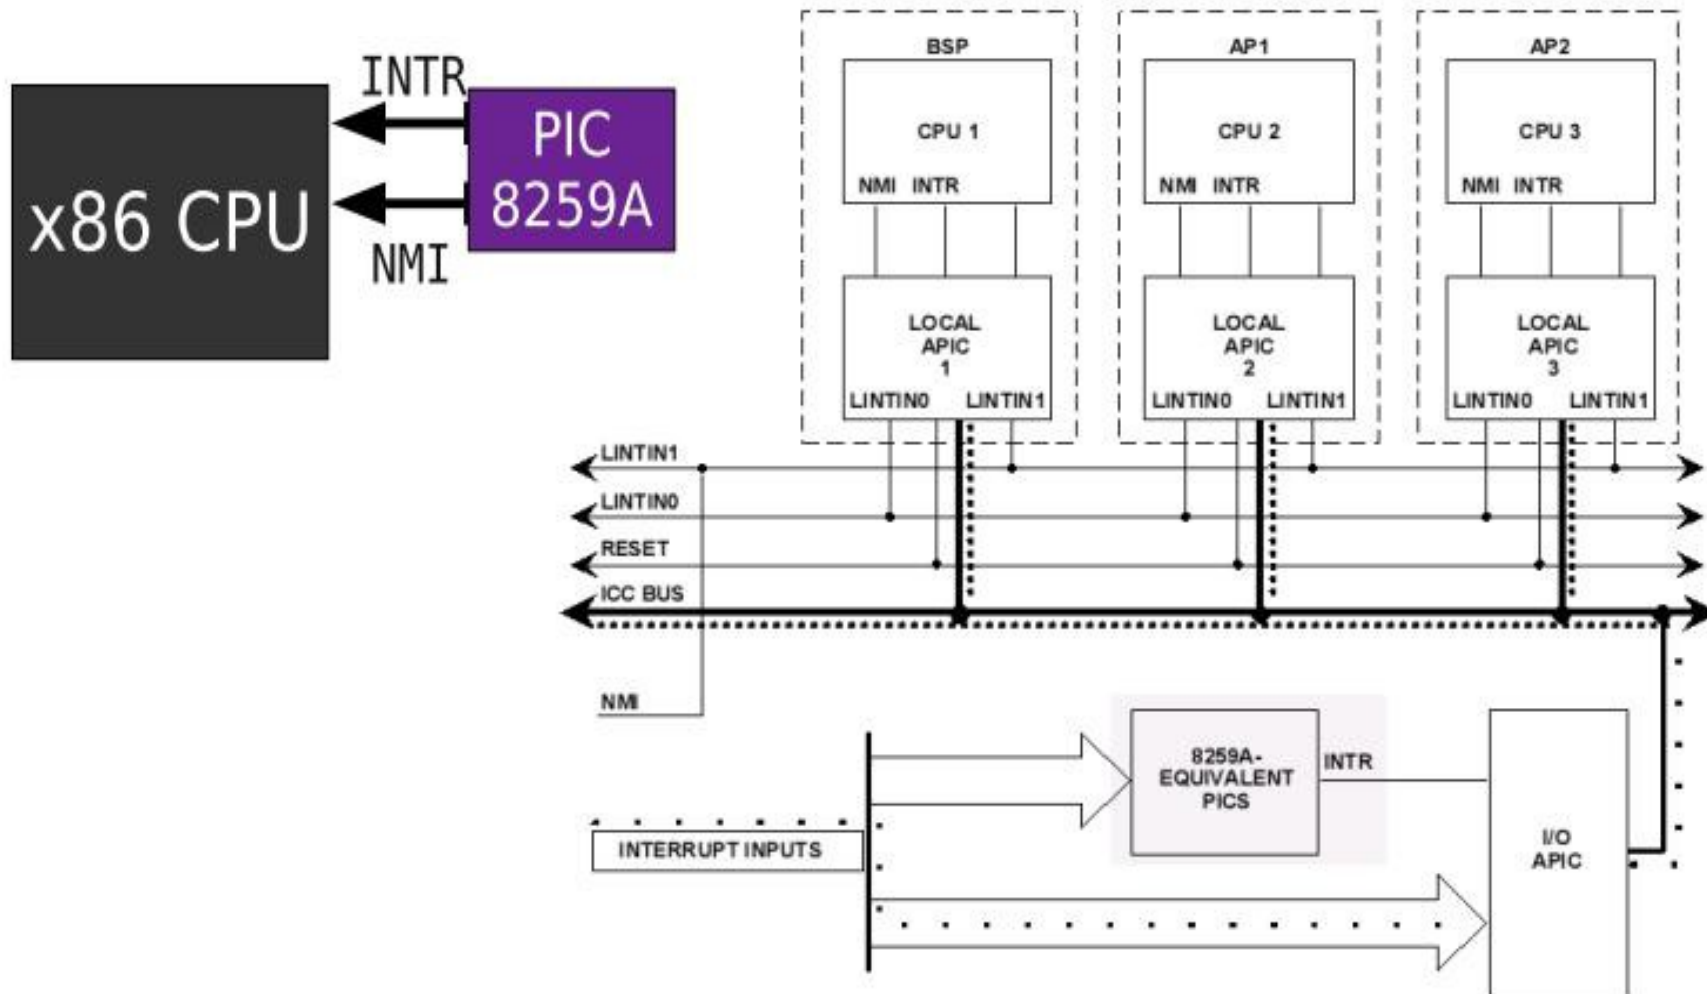 INTR
x86 CPU
PIC
8259A
NMI
BSP
CPU 1
NMI INTR
LOCAL
APIC
1
LINTIN0 LINTIN1
AP1
CPU 2
NMI INTR
LOCAL
APIC
2
LINTIN0 LINTIN1
AP2
CPU 3
NMI INTR
LOCAL
APIC
3
LINTIN0 LINTIN1
LINTIN1
LINTIN0
RESET
ICC BUS
NMI
8259A-
EQUIVALENT
PICS
INTR
INTERRUPT INPUTS
I/O
APIC